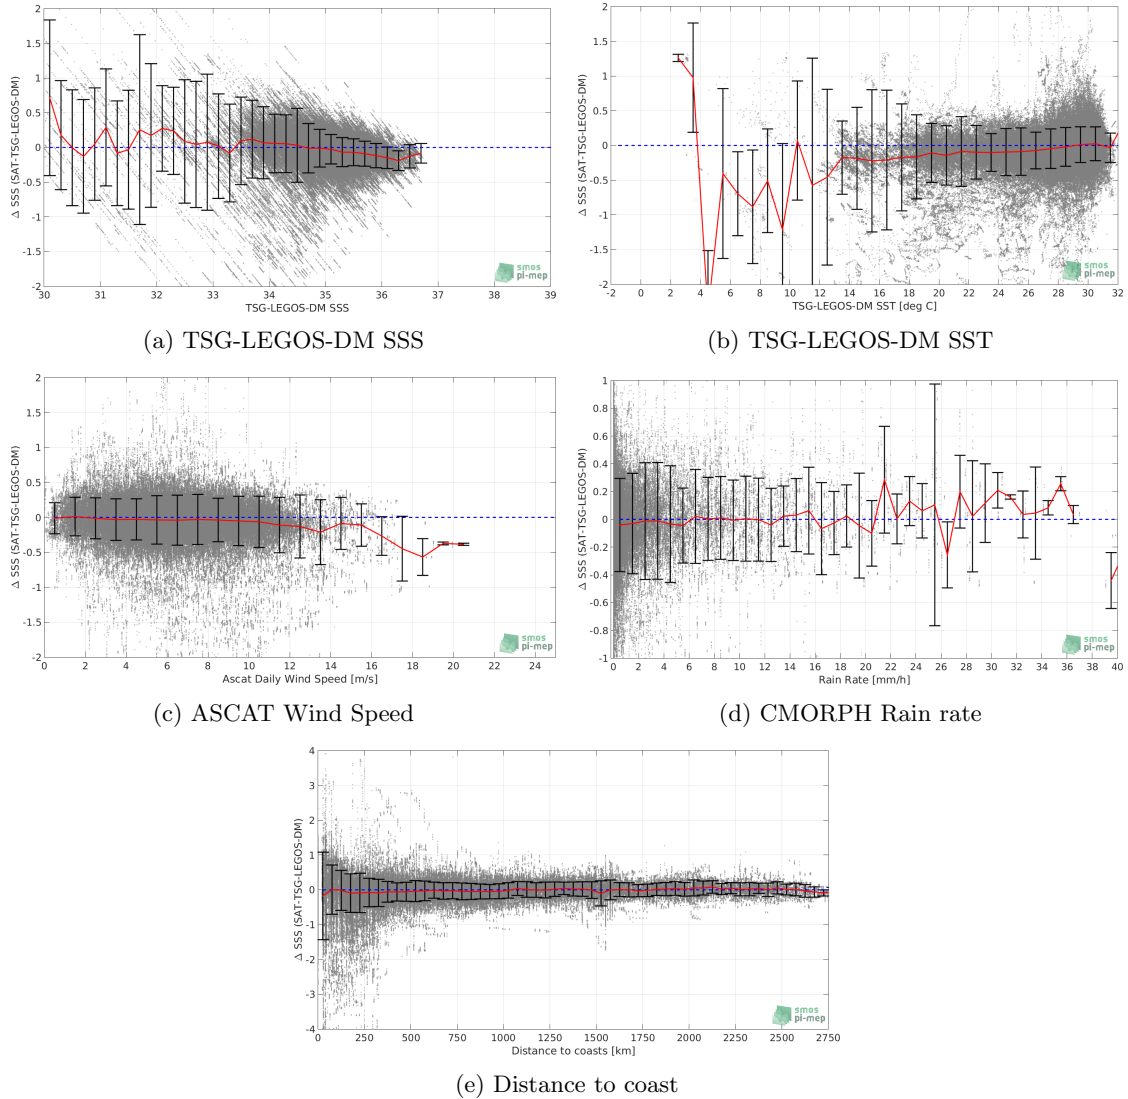 Δ SSS (SAT-TSG-LEGOS-DM)
2
1.5
1
0.5
0
-0.5
-1
-1.5
-2
30 31 32 33 34 35 36 37 38 39
TSG-LEGOS-DM SSS
smos
pi-mep
(a) TSG-LEGOS-DM SSS
Δ SSS (SAT-TSG-LEGOS-DM)
2
1.5
1
0.5
0
-0.5
-1
-1.5
-2
-2 0 2 4 6 8 10 12 14 16 18 20 22 24 26 28 30 32
TSG-LEGOS-DM SST [deg C]
smos
pi-mep
(b) TSG-LEGOS-DM SST
Δ SSS (SAT-TSG-LEGOS-DM)
2
1.5
1
0.5
0
-0.5
-1
-1.5
-2
0 2 4 6 8 10 12 14 16 18 20 22 24
Ascat Daily Wind Speed [m/s]
smos
pi-mep
(c) ASCAT Wind Speed
Δ SSS (SAT-TSG-LEGOS-DM)
1
0.8
0.6
0.4
0.2
0
-0.2
-0.4
-0.6
-0.8
-1
0 2 4 6 8 10 12 14 16 18 20 22 24 26 28 30 32 34 36 38 40
Rain Rate [mm/h]
smos
pi-mep
(d) CMORPH Rain rate
Δ SSS (SAT-TSG-LEGOS-DM)
4
3
2
1
0
-1
-2
-3
-4
0 250 500 750 1000 1250 1500 1750 2000 2250 2500 2750
Distance to coasts [km]
smos
pi-mep
(e) Distance to coast